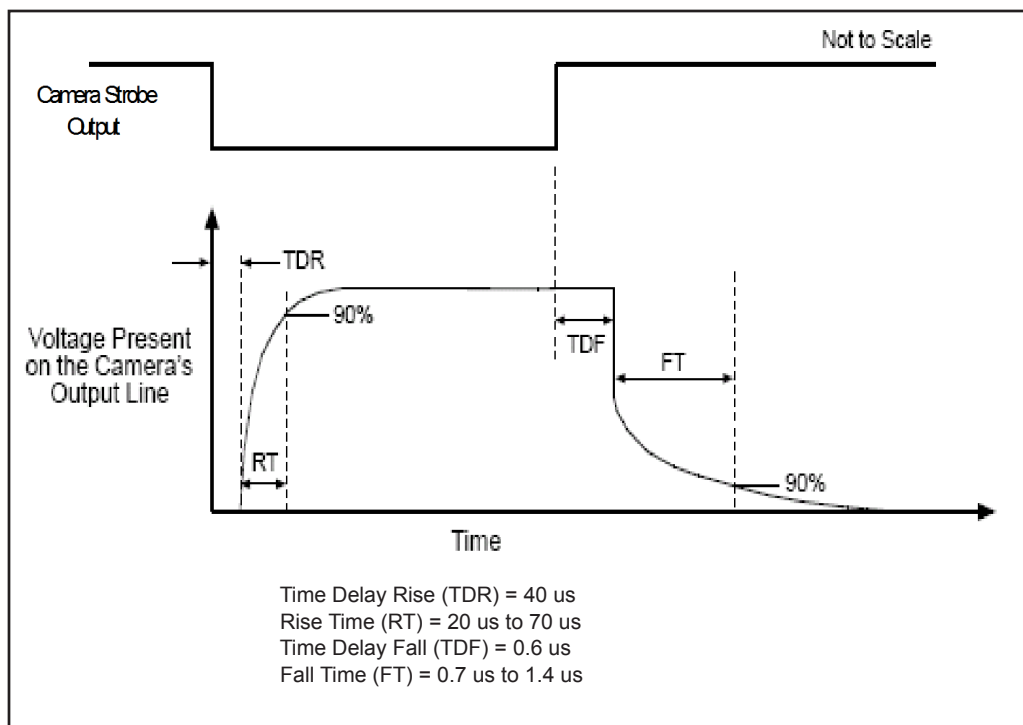 Not to Scale
Camera Strobe
Output
TDR
90%
Voltage Present
on the Camera's
Output Line
TDF
FT
RT
90%
Time
Time Delay Rise (TDR) = 40 us
Rise Time (RT) = 20 us to 70 us
Time Delay Fall (TDF) = 0.6 us
Fall Time (FT) = 0.7 us to 1.4 us